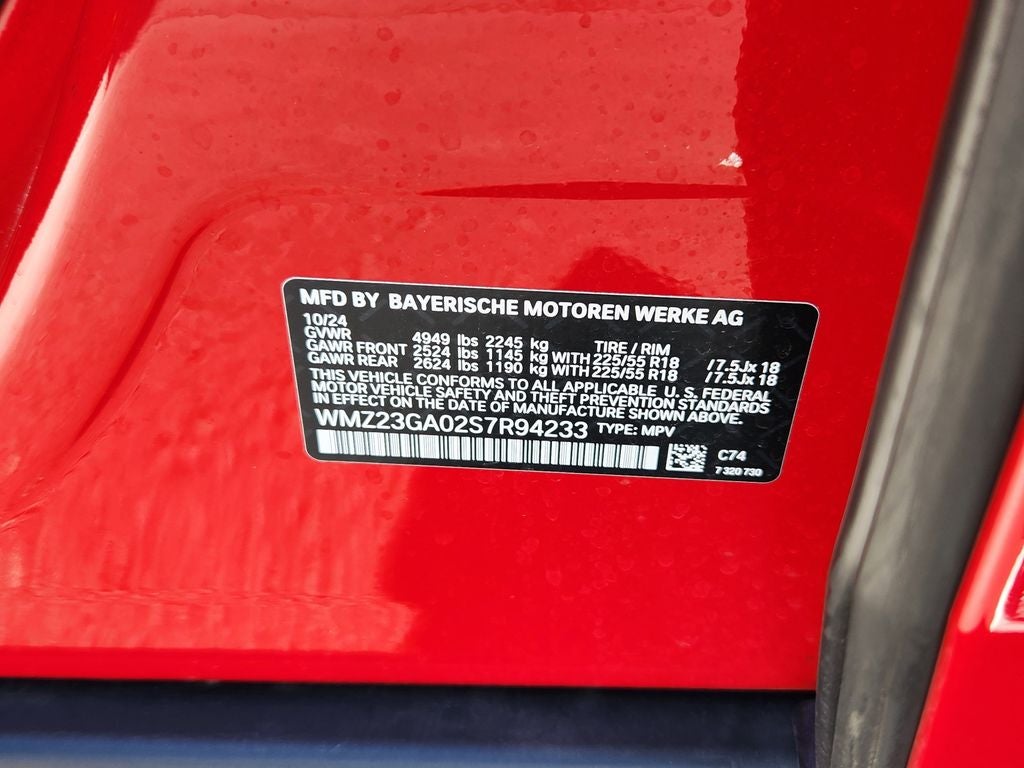 MFD BY BAYERISCHE MOTOREN WERKE AG
10/24
GVWR 4949 lbs 2245 kg TIRE / RIM
GAWR FRONT 2524 lbs 1145 kg WITH 225/55 R18 /7.5Jx 18
GAWR REAR 2624 lbs 1190 kg WITH 225/55 R18 /7.5Jx 18
THIS VEHICLE CONFORMS TO ALL APPLICABLE U. S. FEDERAL
MOTOR VEHICLE SAFETY AND THEFT PREVENTION STANDARDS
IN EFFECT ON THE DATE OF MANUFACTURE SHOWN ABOVE.
WMZ23GA02S7R94233 TYPE: MPV
C74
7 320 730